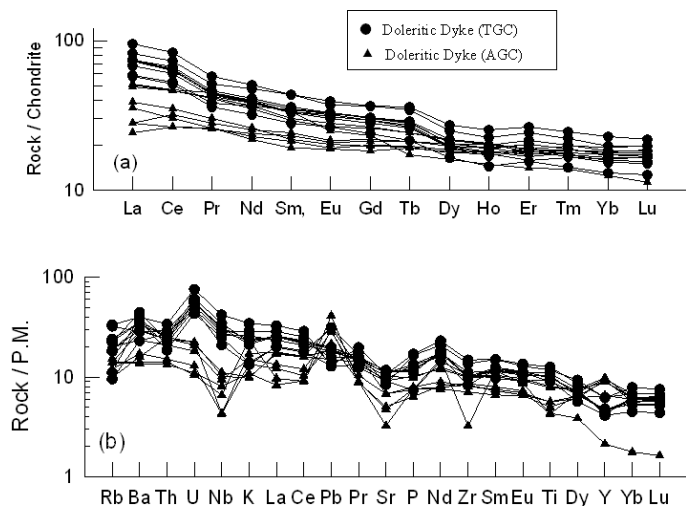 100
Rock / Chondrite
10
(a)
Doleritic Dyke (TGC)
Doleritic Dyke (AGC)
La Ce Pr Nd Sm, Eu Gd Tb Dy Ho Er Tm Yb Lu
100
Rock / P.M.
10
1
(b)
Rb Ba Th U Nb K La Ce Pb Pr Sr P Nd Zr Sm Eu Ti Dy Y Yb Lu